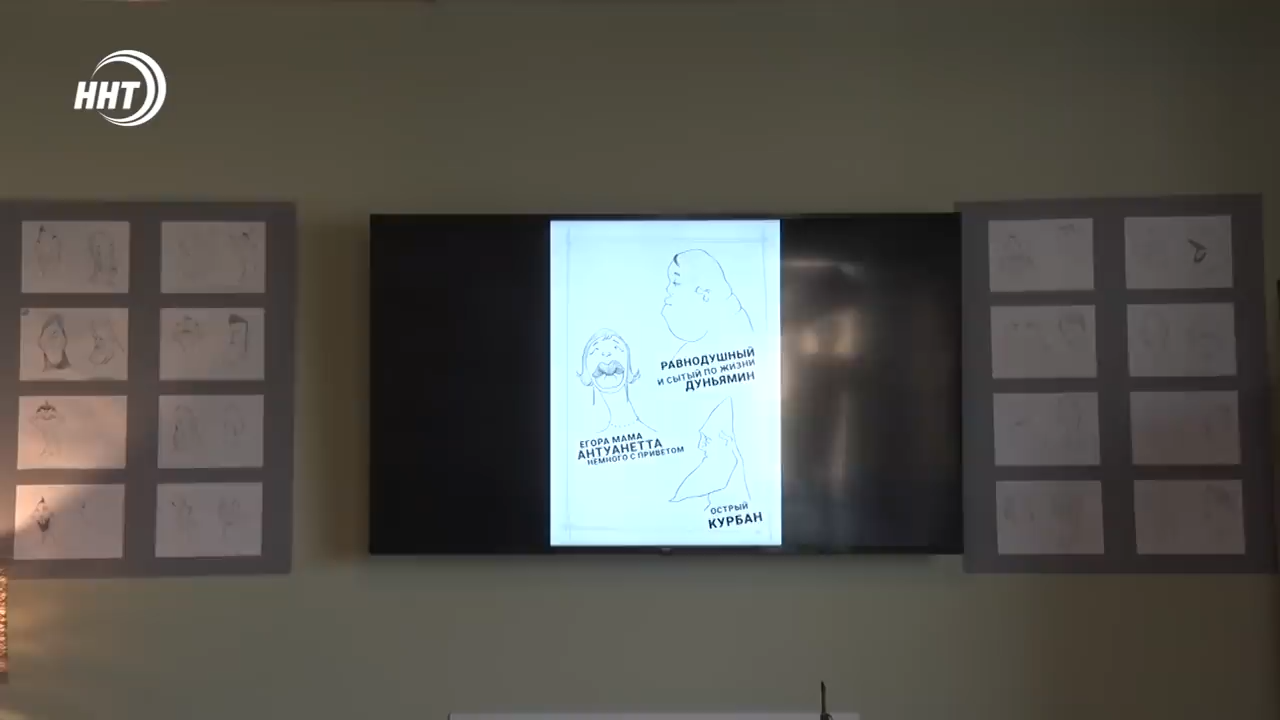 ННТ
РАВНОДУШНЫЙ
И СЫТЫЙ ПО ЖИЗНИ
ДУНЬЯМИН
ЕГОРА МАМА
АНТУАНЕТТА
НЕМНОГО С ПРИВЕТОМ
ОСТРЫЙ
КУРБАН